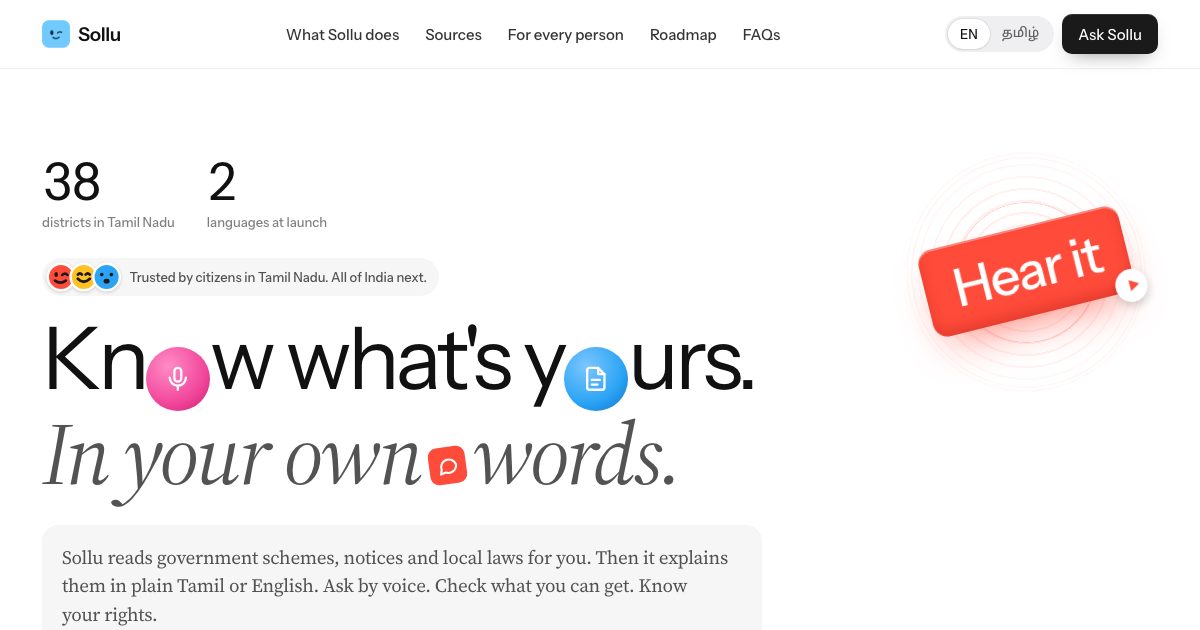 Sollu
What Sollu does
Sources
For every person
Roadmap
FAQs
EN
தமிழ்
Ask Sollu
38
districts in Tamil Nadu
2
languages at launch
Trusted by citizens in Tamil Nadu. All of India next.
Hear it
Know what's yours.
In your own words.
Sollu reads government schemes, notices and local laws for you. Then it explains
them in plain Tamil or English. Ask by voice. Check what you can get. Know
your rights.